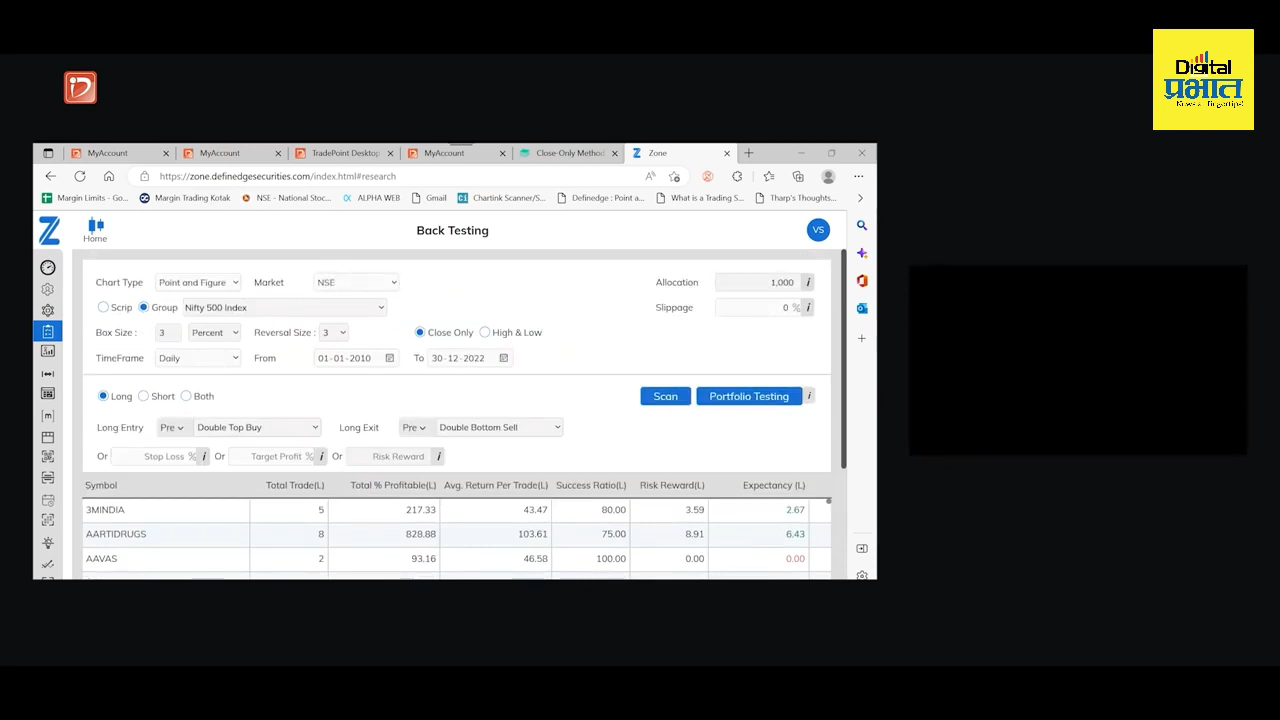 Digital
प्रभात
MyAccount
MyAccount
TradePoint Desktop
MyAccount
Close-Only Method
Zone
https://zone.definedgesecurities.com/index.html#research
Margin Limits - Go...
Margin Trading Kotak
NSE - National Stoc...
ALPHA WEB
Gmail
Chartink Scanner/S...
Definedge : Point a...
What is a Trading S...
Tharp's Thoughts...
Home
Back Testing
VS
Chart Type Point and Figure Market NSE Allocation 1,000 i
Scrip Group Nifty 500 Index Slippage 0 % i
Box Size : 3 Percent Reversal Size : 3 Close Only High & Low
TimeFrame Daily From 01-01-2010 To 30-12-2022
Long Short Both Scan Portfolio Testing i
Long Entry Pre Double Top Buy Long Exit Pre Double Bottom Sell
Or Stop Loss % i Or Target Profit % i Or Risk Reward i
Symbol Total Trade(L) Total % Profitable(L) Avg. Return Per Trade(L) Success Ratio(L) Risk Reward(L) Expectancy (L)
3MINDIA 5 217.33 43.47 80.00 3.59 2.67
AARTIDRUGS 8 828.88 103.61 75.00 8.91 6.43
AAVAS 2 93.16 46.58 100.00 0.00 0.00